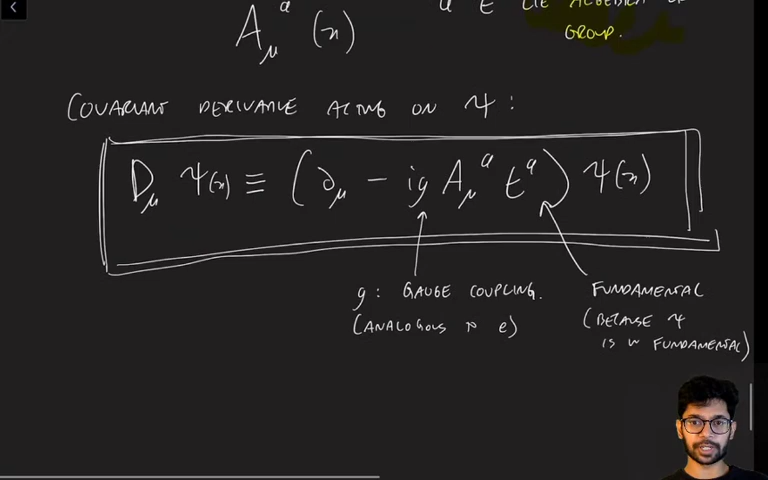 a ∈ LIE ALGEBRA OF
A_μ^a (x)
GROUP.
COVARIANT DERIVATIVE ACTING ON Ψ :
D_μ Ψ(x) ≡ (∂_μ − ig A_μ^a t^a) Ψ(x)
g : GAUGE COUPLING.
(ANALOGOUS TO e)
FUNDAMENTAL
(BECAUSE Ψ
IS IN FUNDAMENTAL)